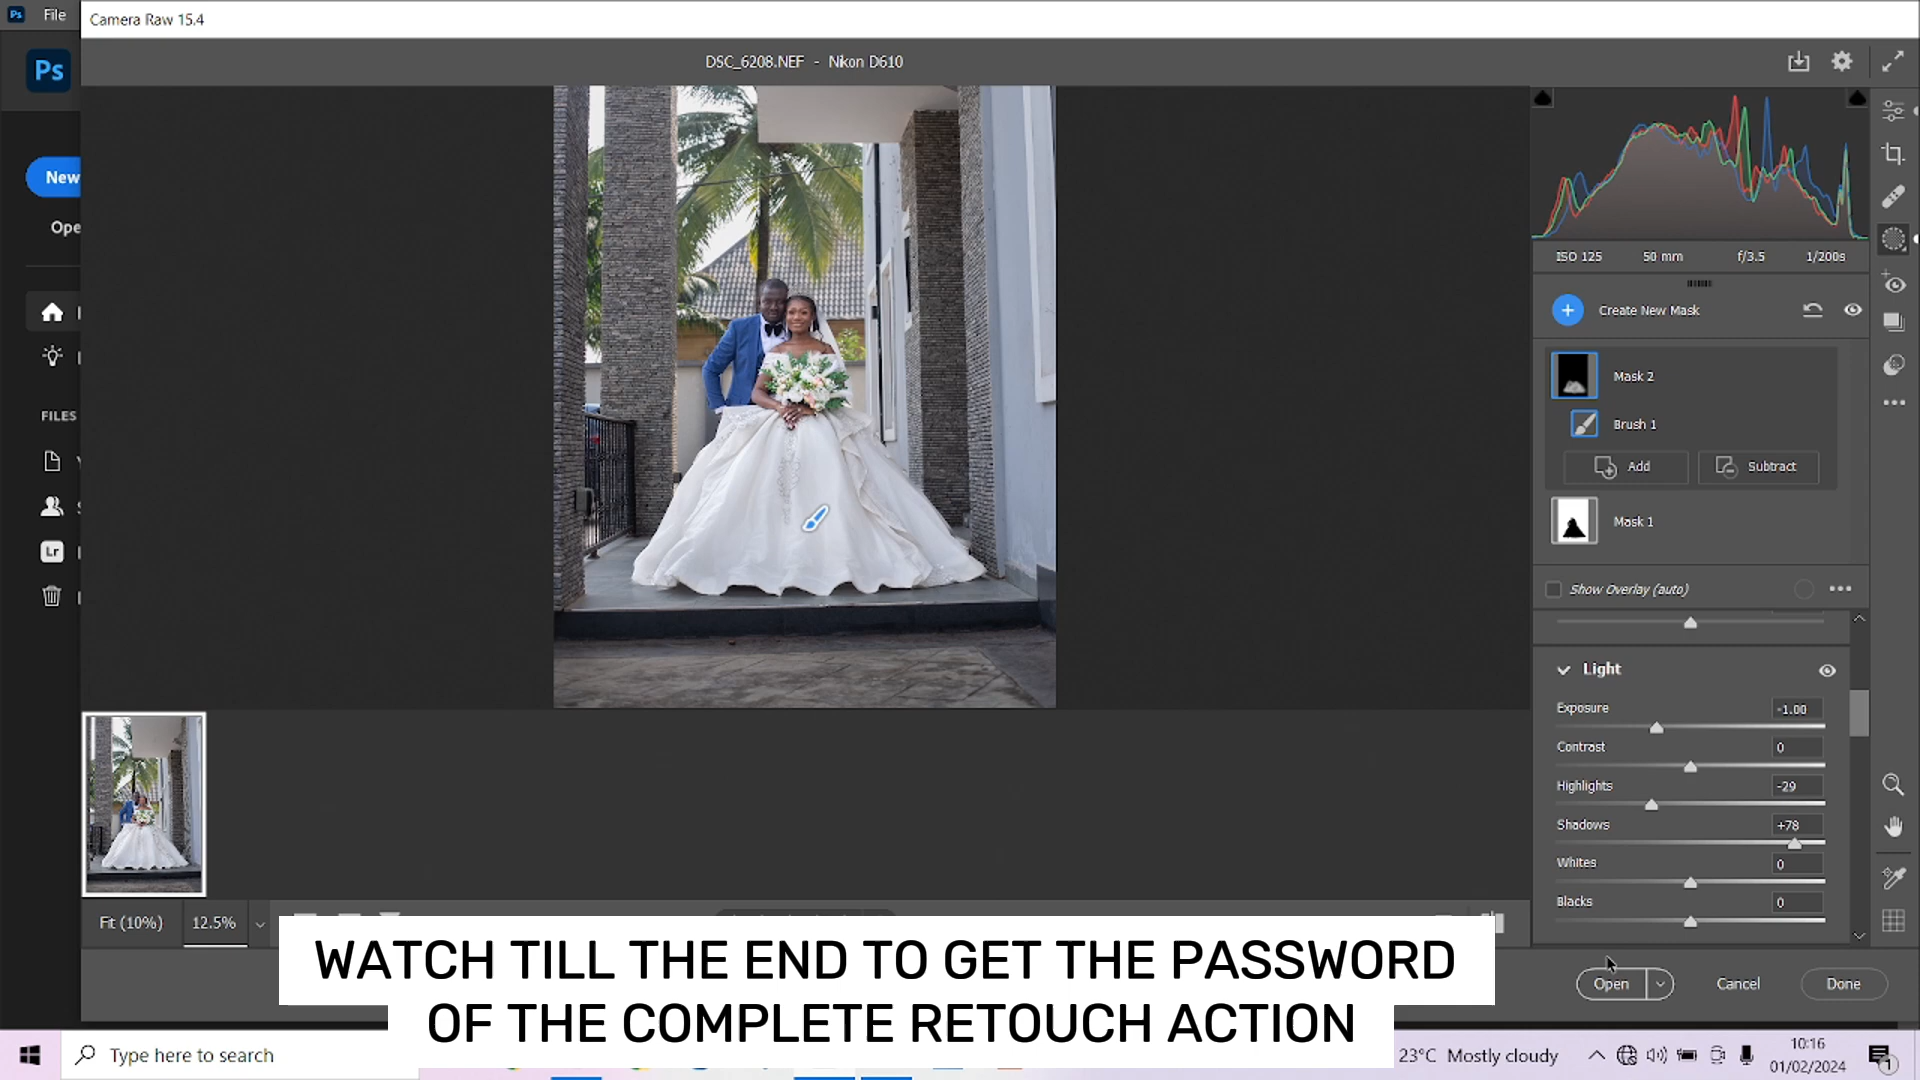 Ps File
Camera Raw 15.4
DSC_6208.NEF - Nikon D610
Ps
New
Ope
FILES
Lr
ISO 125 50 mm f/3.5 1/200s
Create New Mask
Mask 2
Brush 1
Add Subtract
Mask 1
Show Overlay (auto)
Light
Exposure -1.00
Contrast 0
Highlights -29
Shadows +78
Whites 0
Blacks 0
Fit (10%) 12.5%
WATCH TILL THE END TO GET THE PASSWORD
OF THE COMPLETE RETOUCH ACTION
Open Cancel Done
Type here to search
23°C Mostly cloudy
10:16
01/02/2024
1